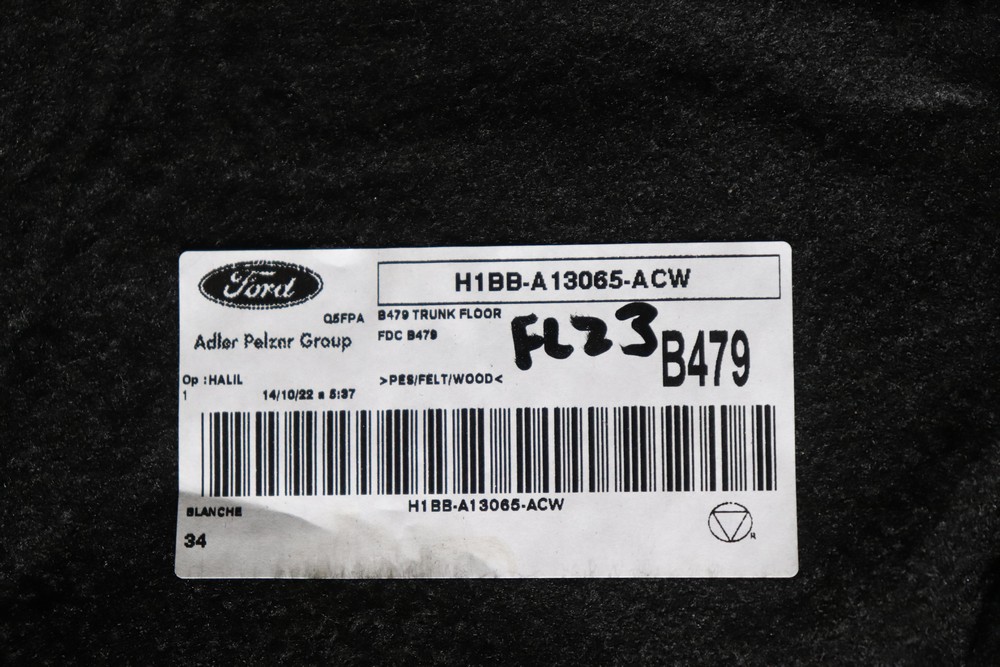 Ford
H1BB-A13065-ACW
Q5FPA
B479 TRUNK FLOOR
Adler Pelzer Group
FDC B479
FL23
B479
Op :HALIL
>PES/FELT/WOOD<
1
14/10/22 a 5:37
H1BB-A13065-ACW
BLANCHE
34
R